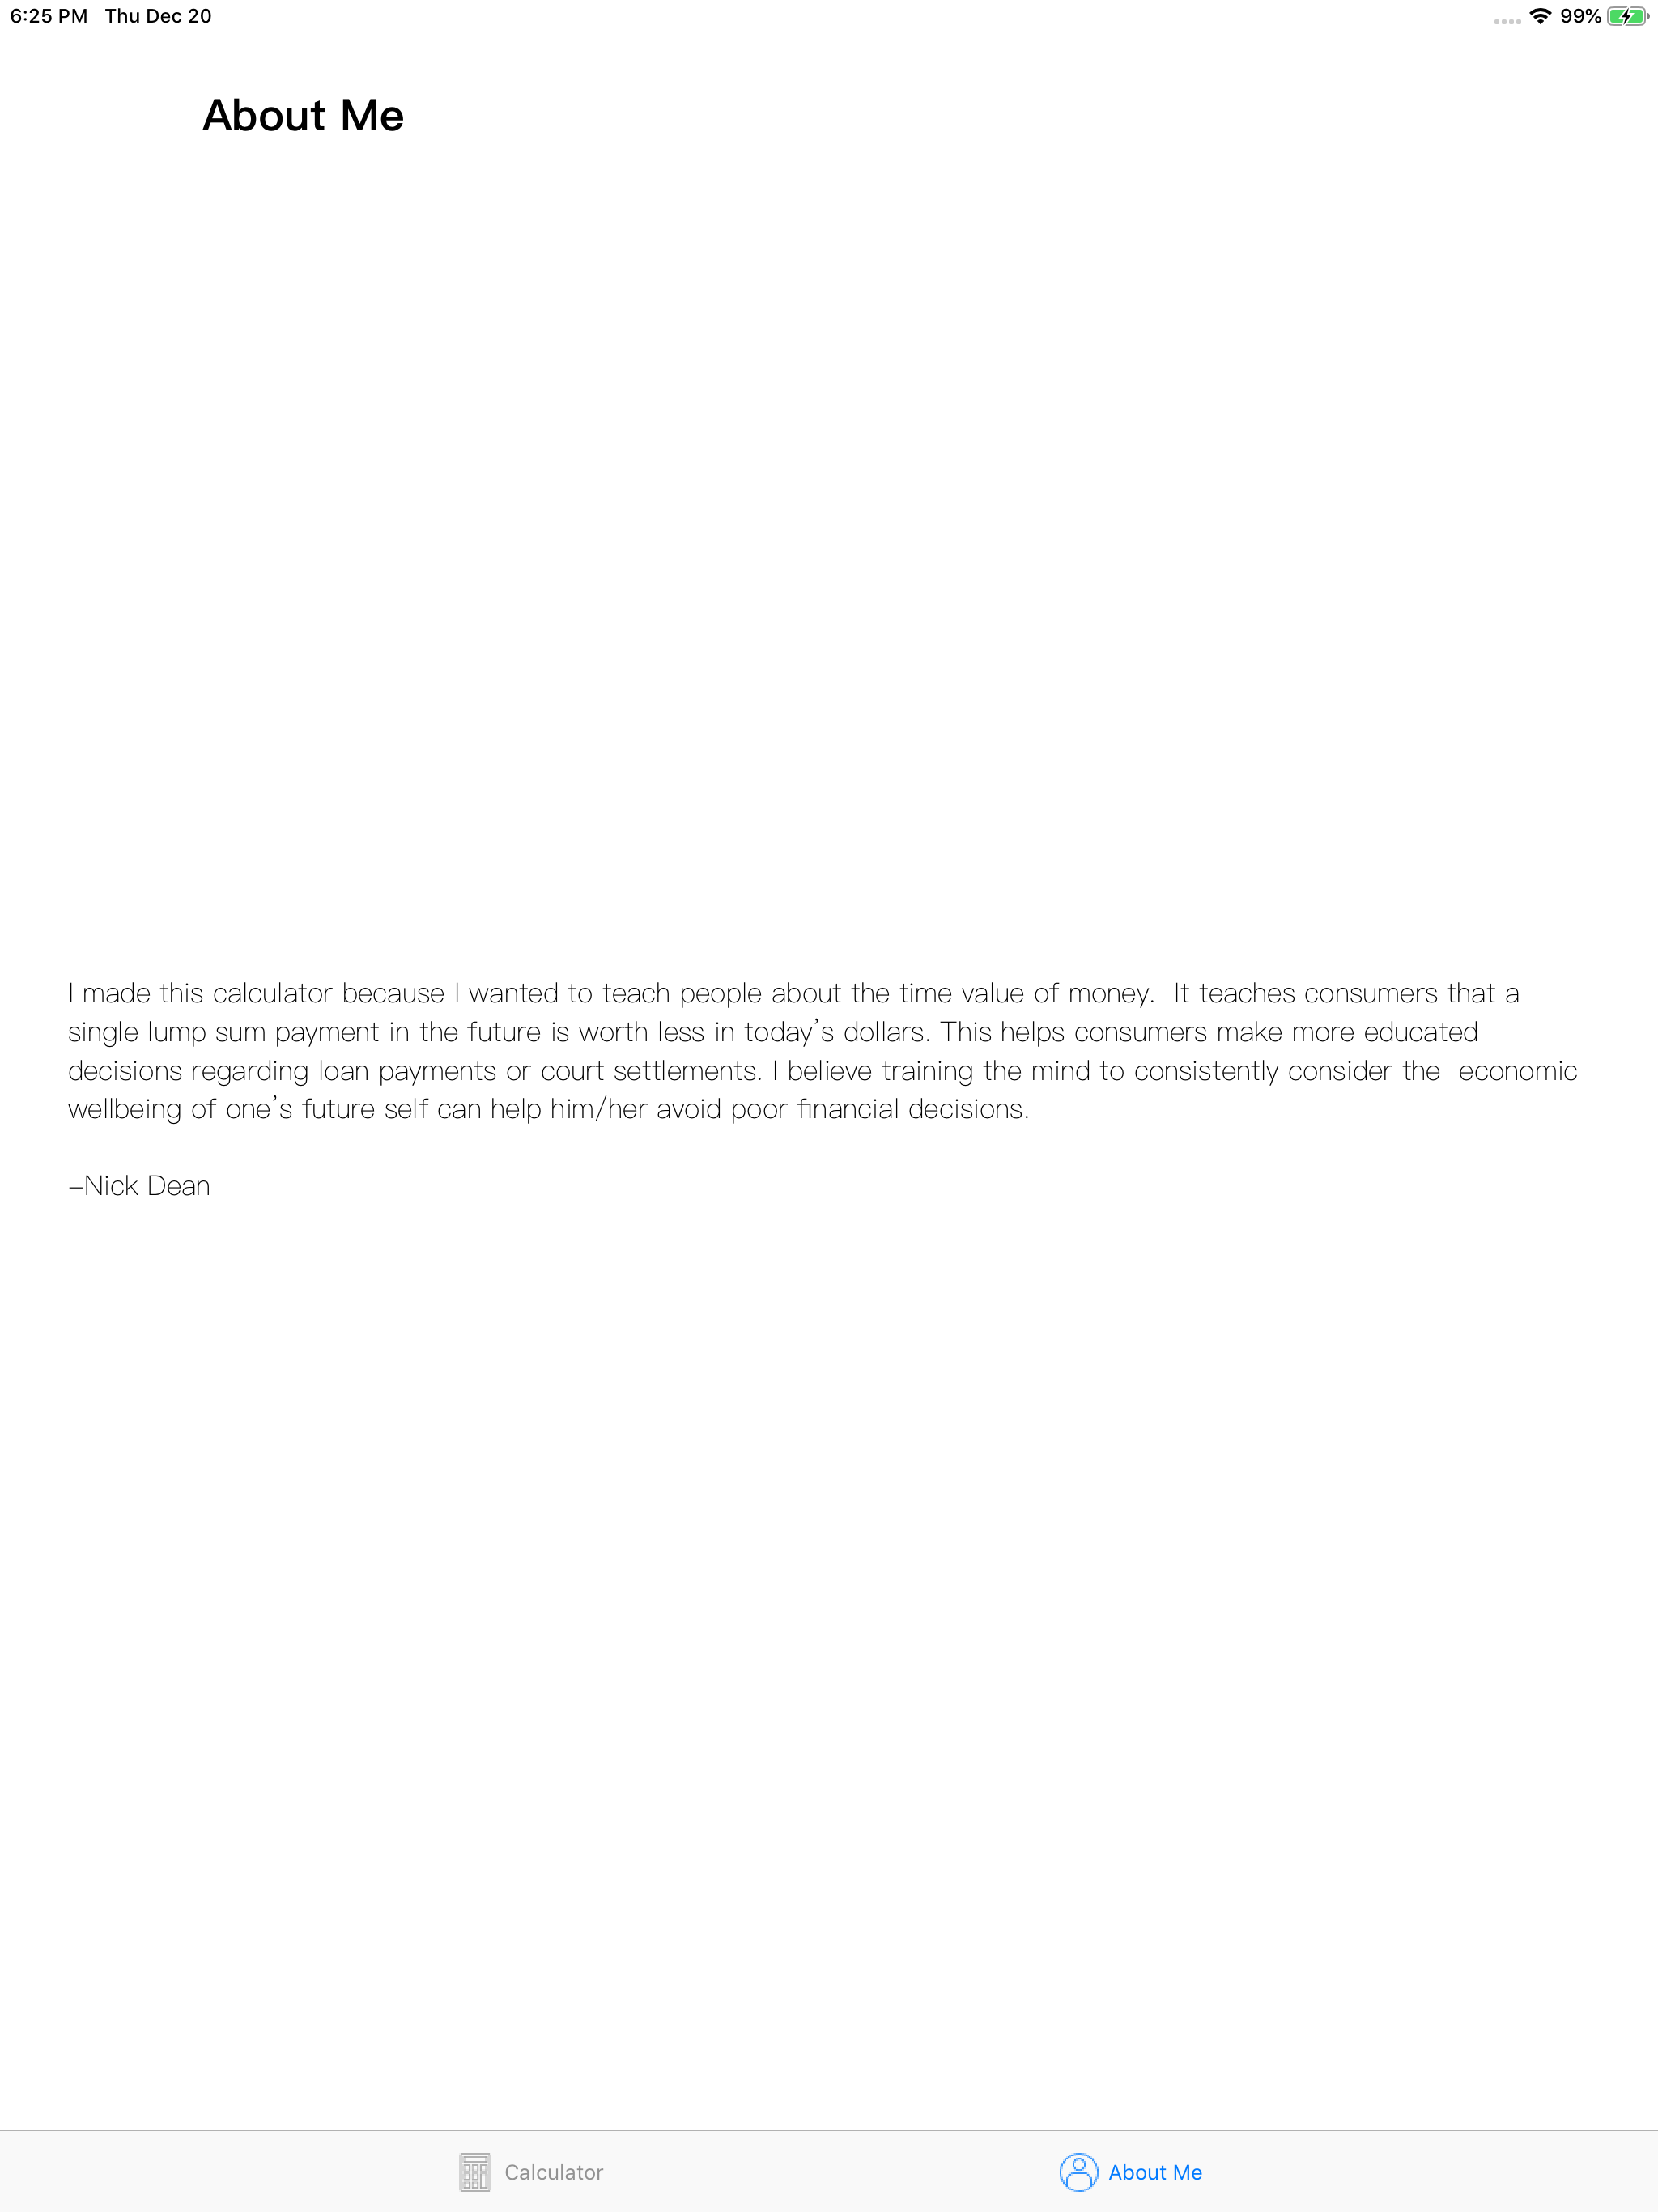 6:25 PM Thu Dec 20
99%
About Me
I made this calculator because I wanted to teach people about the time value of money.  It teaches consumers that a
single lump sum payment in the future is worth less in today's dollars. This helps consumers make more educated
decisions regarding loan payments or court settlements. I believe training the mind to consistently consider the  economic
wellbeing of one's future self can help him/her avoid poor financial decisions.
–Nick Dean
Calculator
About Me